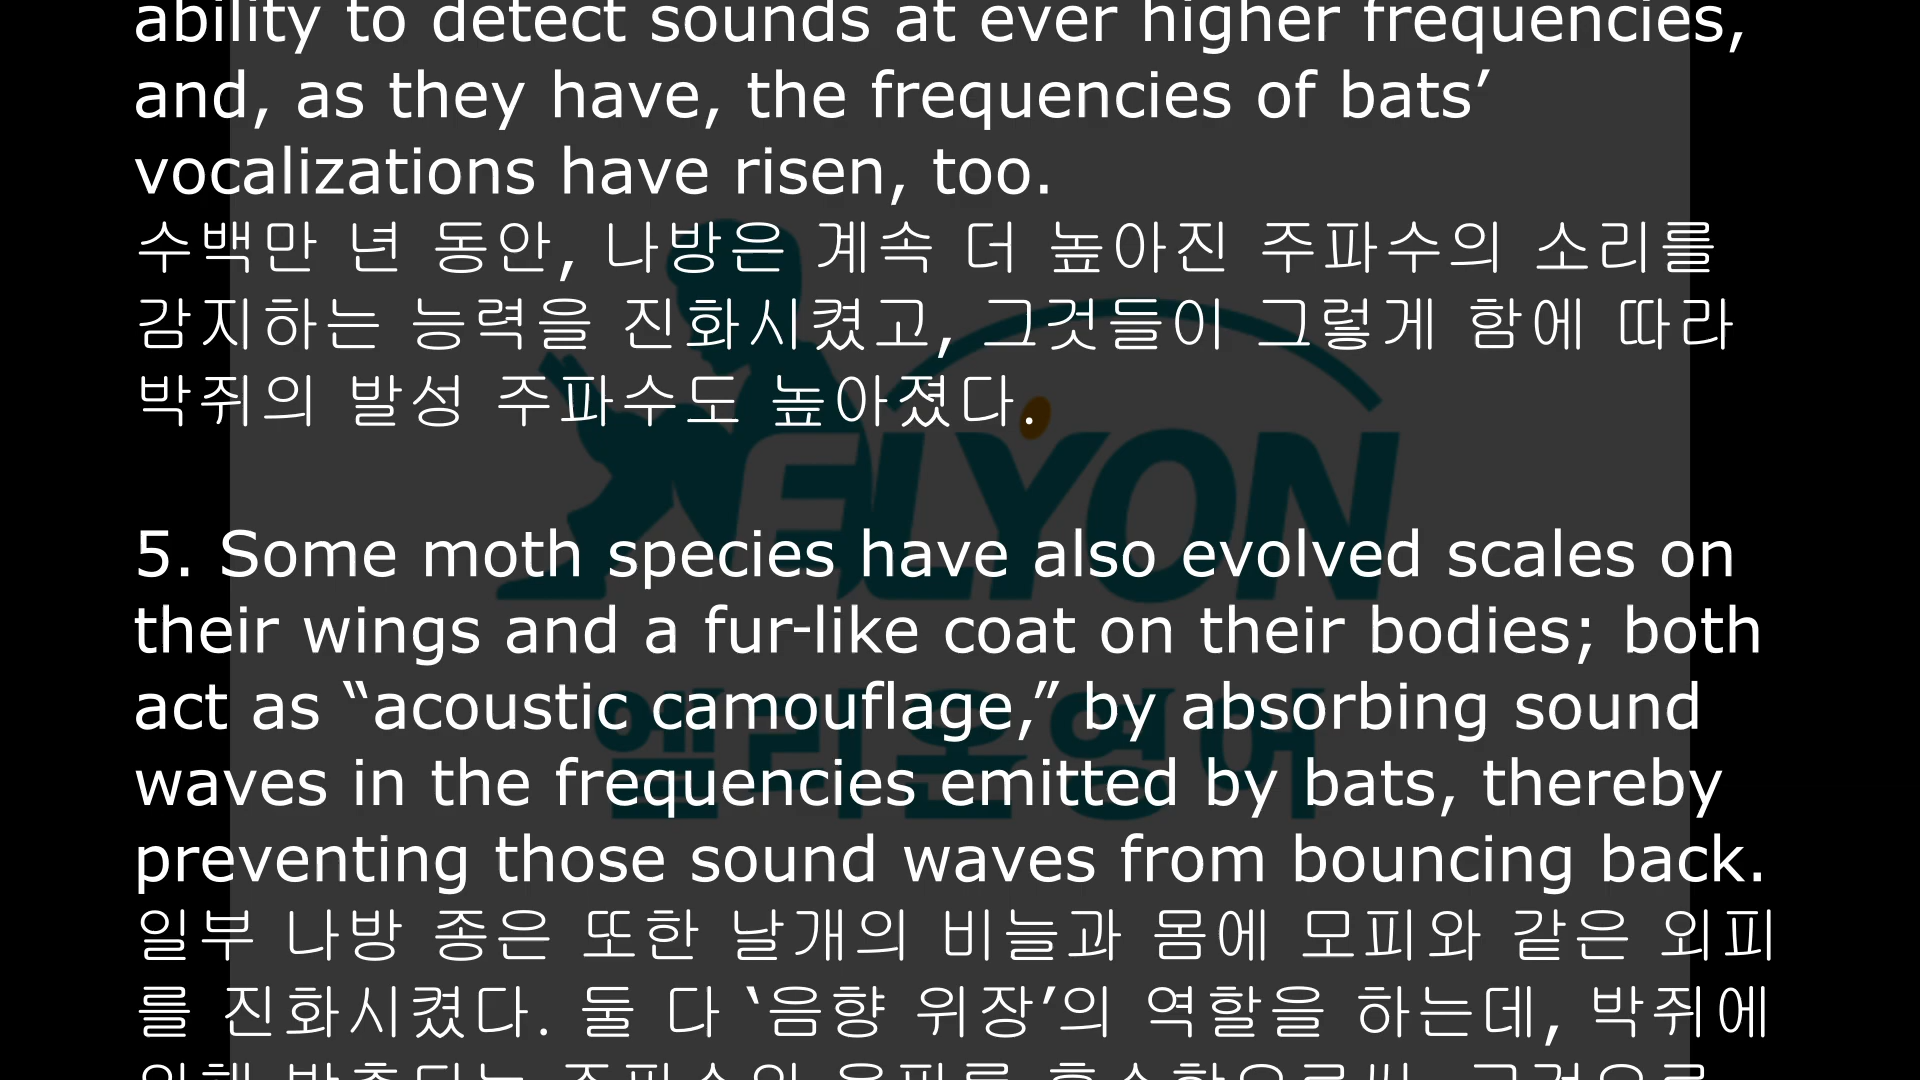 ability to detect sounds at ever higher frequencies,
and, as they have, the frequencies of bats’
vocalizations have risen, too.
수백만 년 동안, 나방은 계속 더 높아진 주파수의 소리를
감지하는 능력을 진화시켰고, 그것들이 그렇게 함에 따라
박쥐의 발성 주파수도 높아졌다.
ELYON
5. Some moth species have also evolved scales on
their wings and a fur-like coat on their bodies; both
act as “acoustic camouflage,” by absorbing sound
엘리온영어
waves in the frequencies emitted by bats, thereby
preventing those sound waves from bouncing back.
일부 나방 종은 또한 날개의 비늘과 몸에 모피와 같은 외피
를 진화시켰다. 둘 다 ‘음향 위장’의 역할을 하는데, 박쥐에